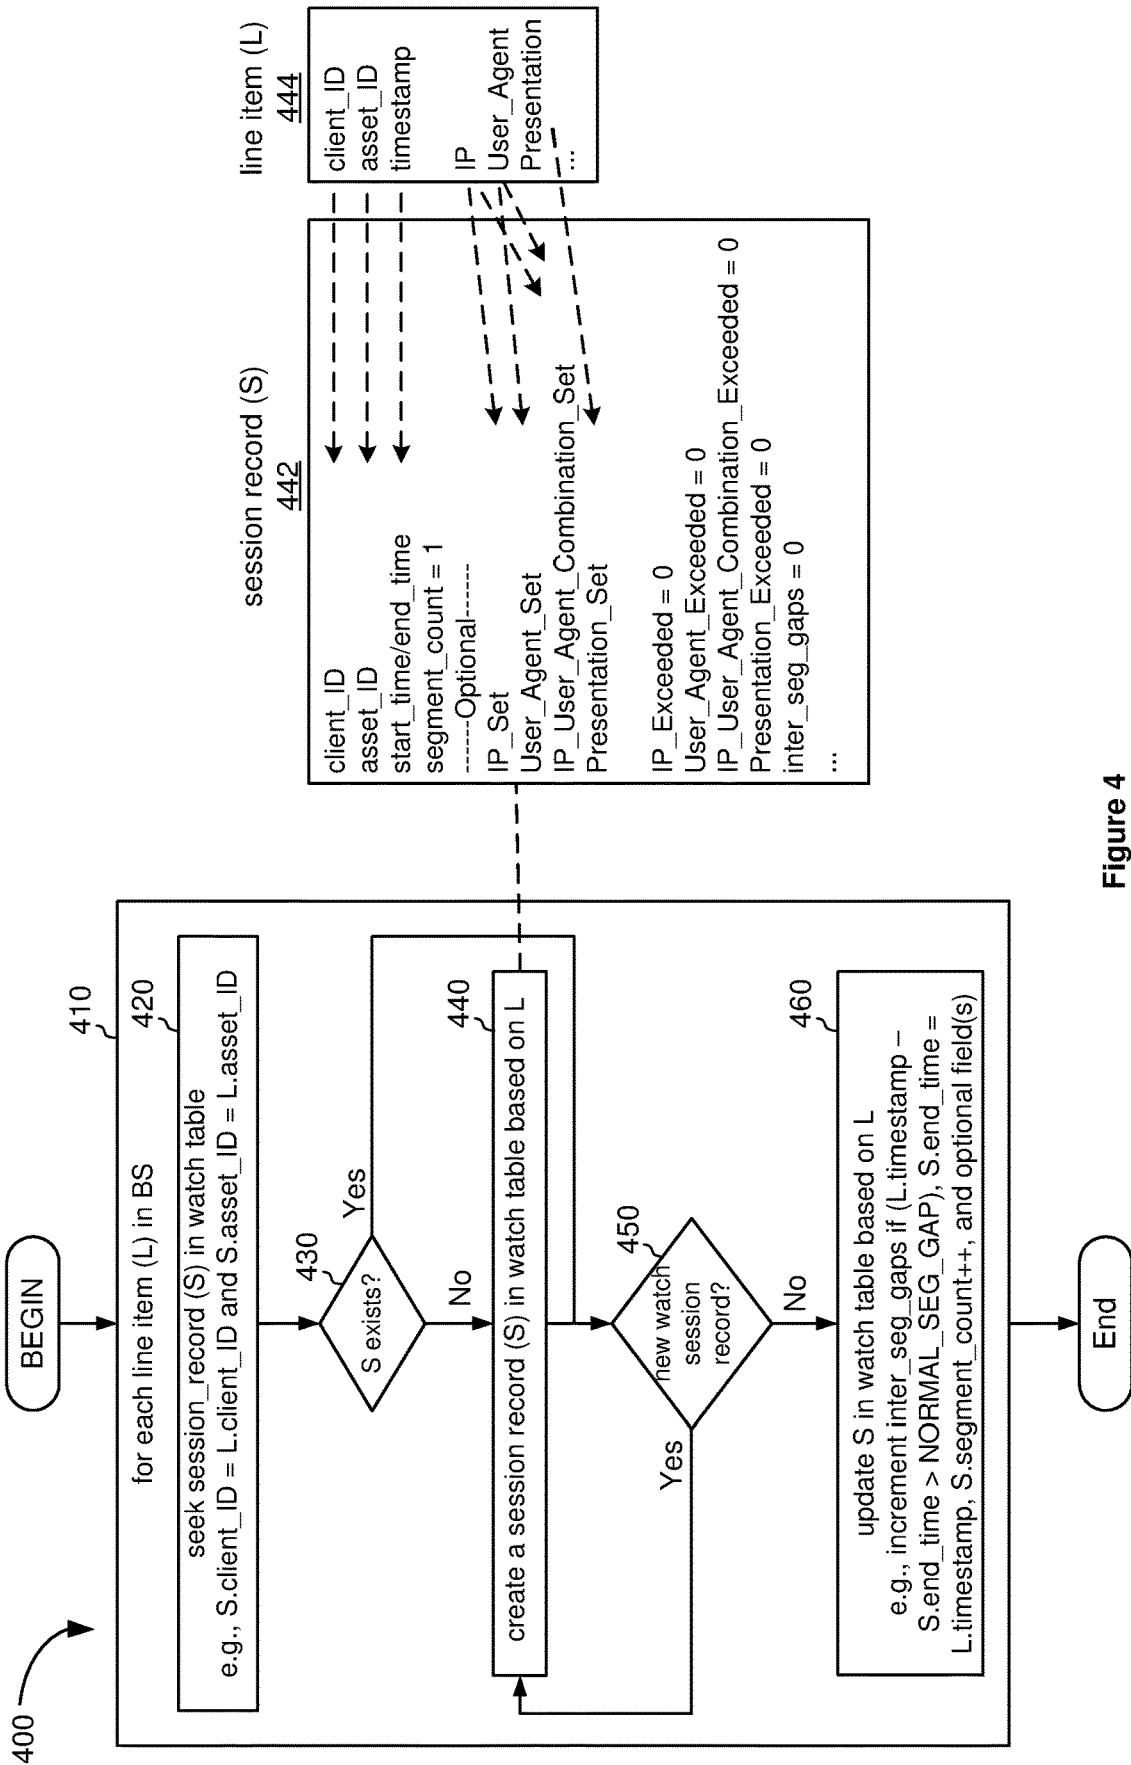 400
BEGIN
410
for each line item (L) in BS
420
seek session_record (S) in watch table
e.g., S.client_ID = L.client_ID and S.asset_ID = L.asset_ID
430
S exists?
Yes
No
440
create a session record (S) in watch table based on L
450
new watch
session
record?
Yes
No
460
update S in watch table based on L
e.g., increment inter_seg_gaps if (L.timestamp –
S.end_time > NORMAL_SEG_GAP), S.end_time =
L.timestamp, S.segment_count++, and optional field(s)
End
session record (S)
442
client_ID
asset_ID
start_time/end_time
segment_count = 1
------Optional------
IP_Set
User_Agent_Set
IP_User_Agent_Combination_Set
Presentation_Set
IP_Exceeded = 0
User_Agent_Exceeded = 0
IP_User_Agent_Combination_Exceeded = 0
Presentation_Exceeded = 0
inter_seg_gaps = 0
...
line item (L)
444
client_ID
asset_ID
timestamp
IP
User_Agent
Presentation
...
Figure 4